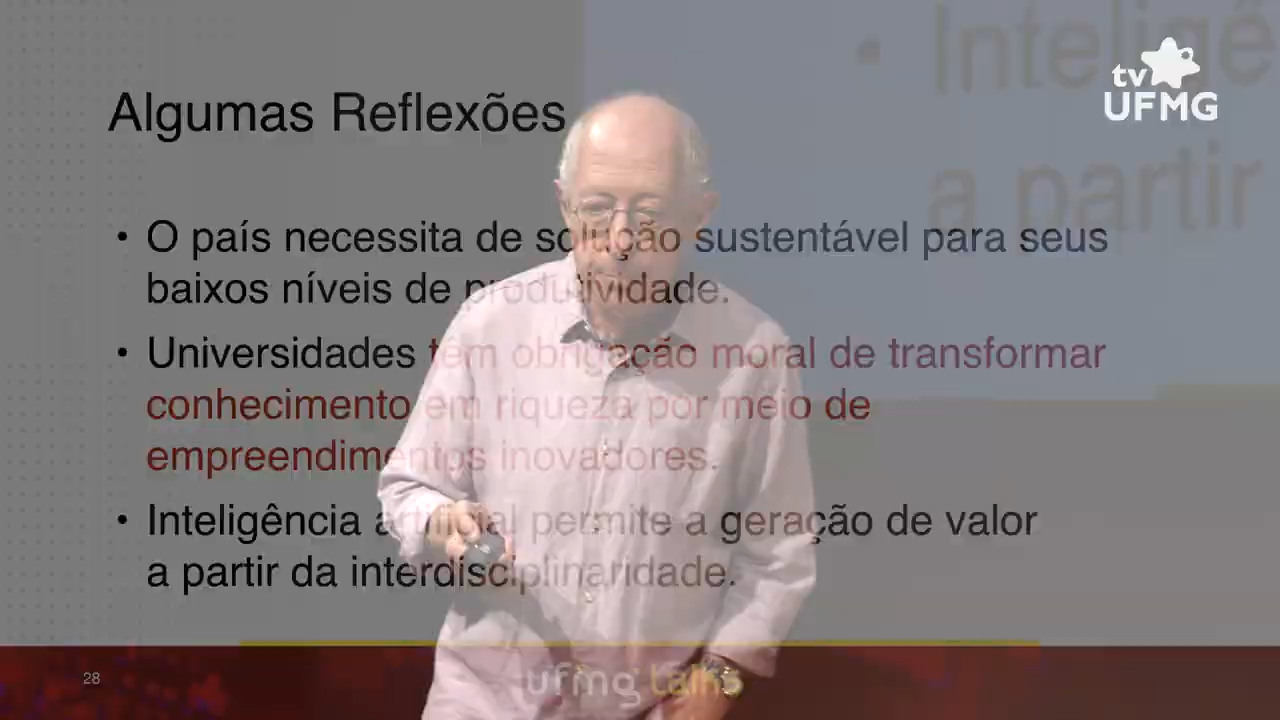 Inteligê
a partir
tv
UFMG
Algumas Reflexões
• O país necessita de solução sustentável para seus
baixos níveis de produtividade.
• Universidades têm obrigação moral de transformar
conhecimento em riqueza por meio de
empreendimentos inovadores.
• Inteligência artificial permite a geração de valor
a partir da interdisciplinaridade.
28
ufmg talks